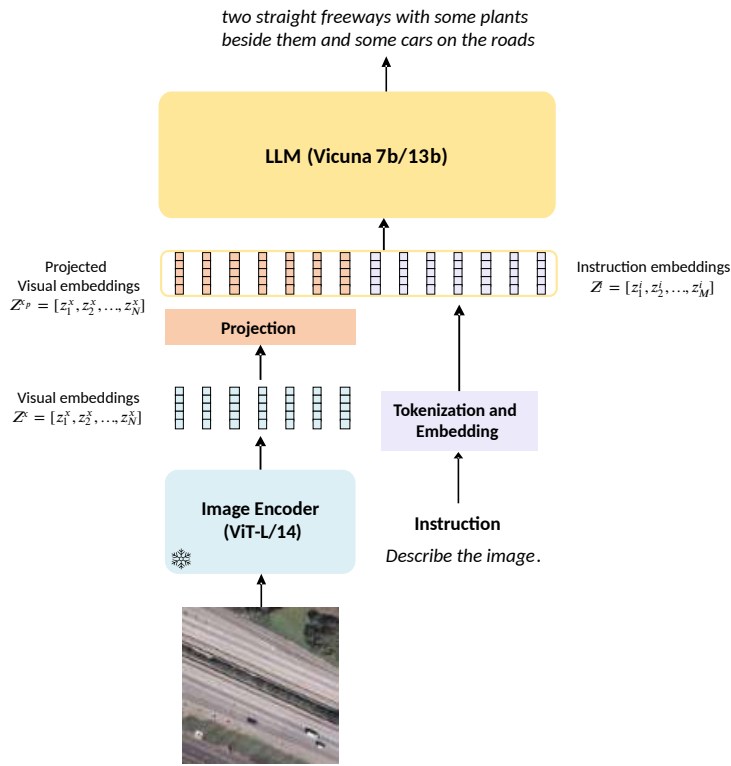 two straight freeways with some plants
beside them and some cars on the roads
LLM (Vicuna 7b/13b)
Projected
Visual embeddings
Z^{x_p} = [z_1^x, z_2^x, …, z_N^x]
Instruction embeddings
Z^i = [z_1^i, z_2^i, …, z_M^i]
Projection
Visual embeddings
Z^x = [z_1^x, z_2^x, …, z_N^x]
Tokenization and
Embedding
Image Encoder
(ViT-L/14)
Instruction
Describe the image.